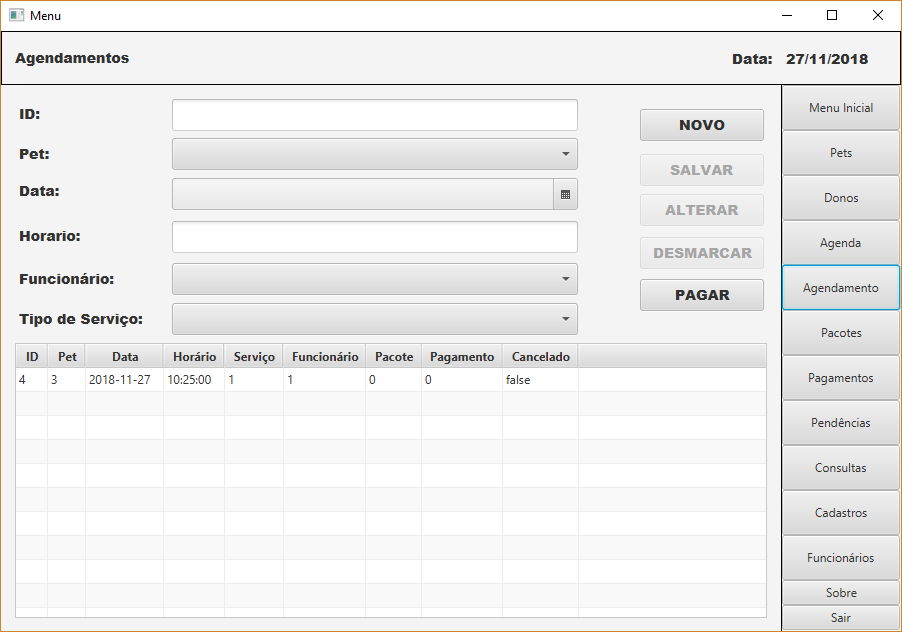 Menu
Agendamentos
Data: 27/11/2018
ID:
Pet:
Data:
Horario:
Funcionário:
Tipo de Serviço:
NOVO
SALVAR
ALTERAR
DESMARCAR
PAGAR
ID Pet Data Horário Serviço Funcionário Pacote Pagamento Cancelado
4 3 2018-11-27 10:25:00 1 1 0 0 false
Menu Inicial
Pets
Donos
Agenda
Agendamento
Pacotes
Pagamentos
Pendências
Consultas
Cadastros
Funcionários
Sobre
Sair